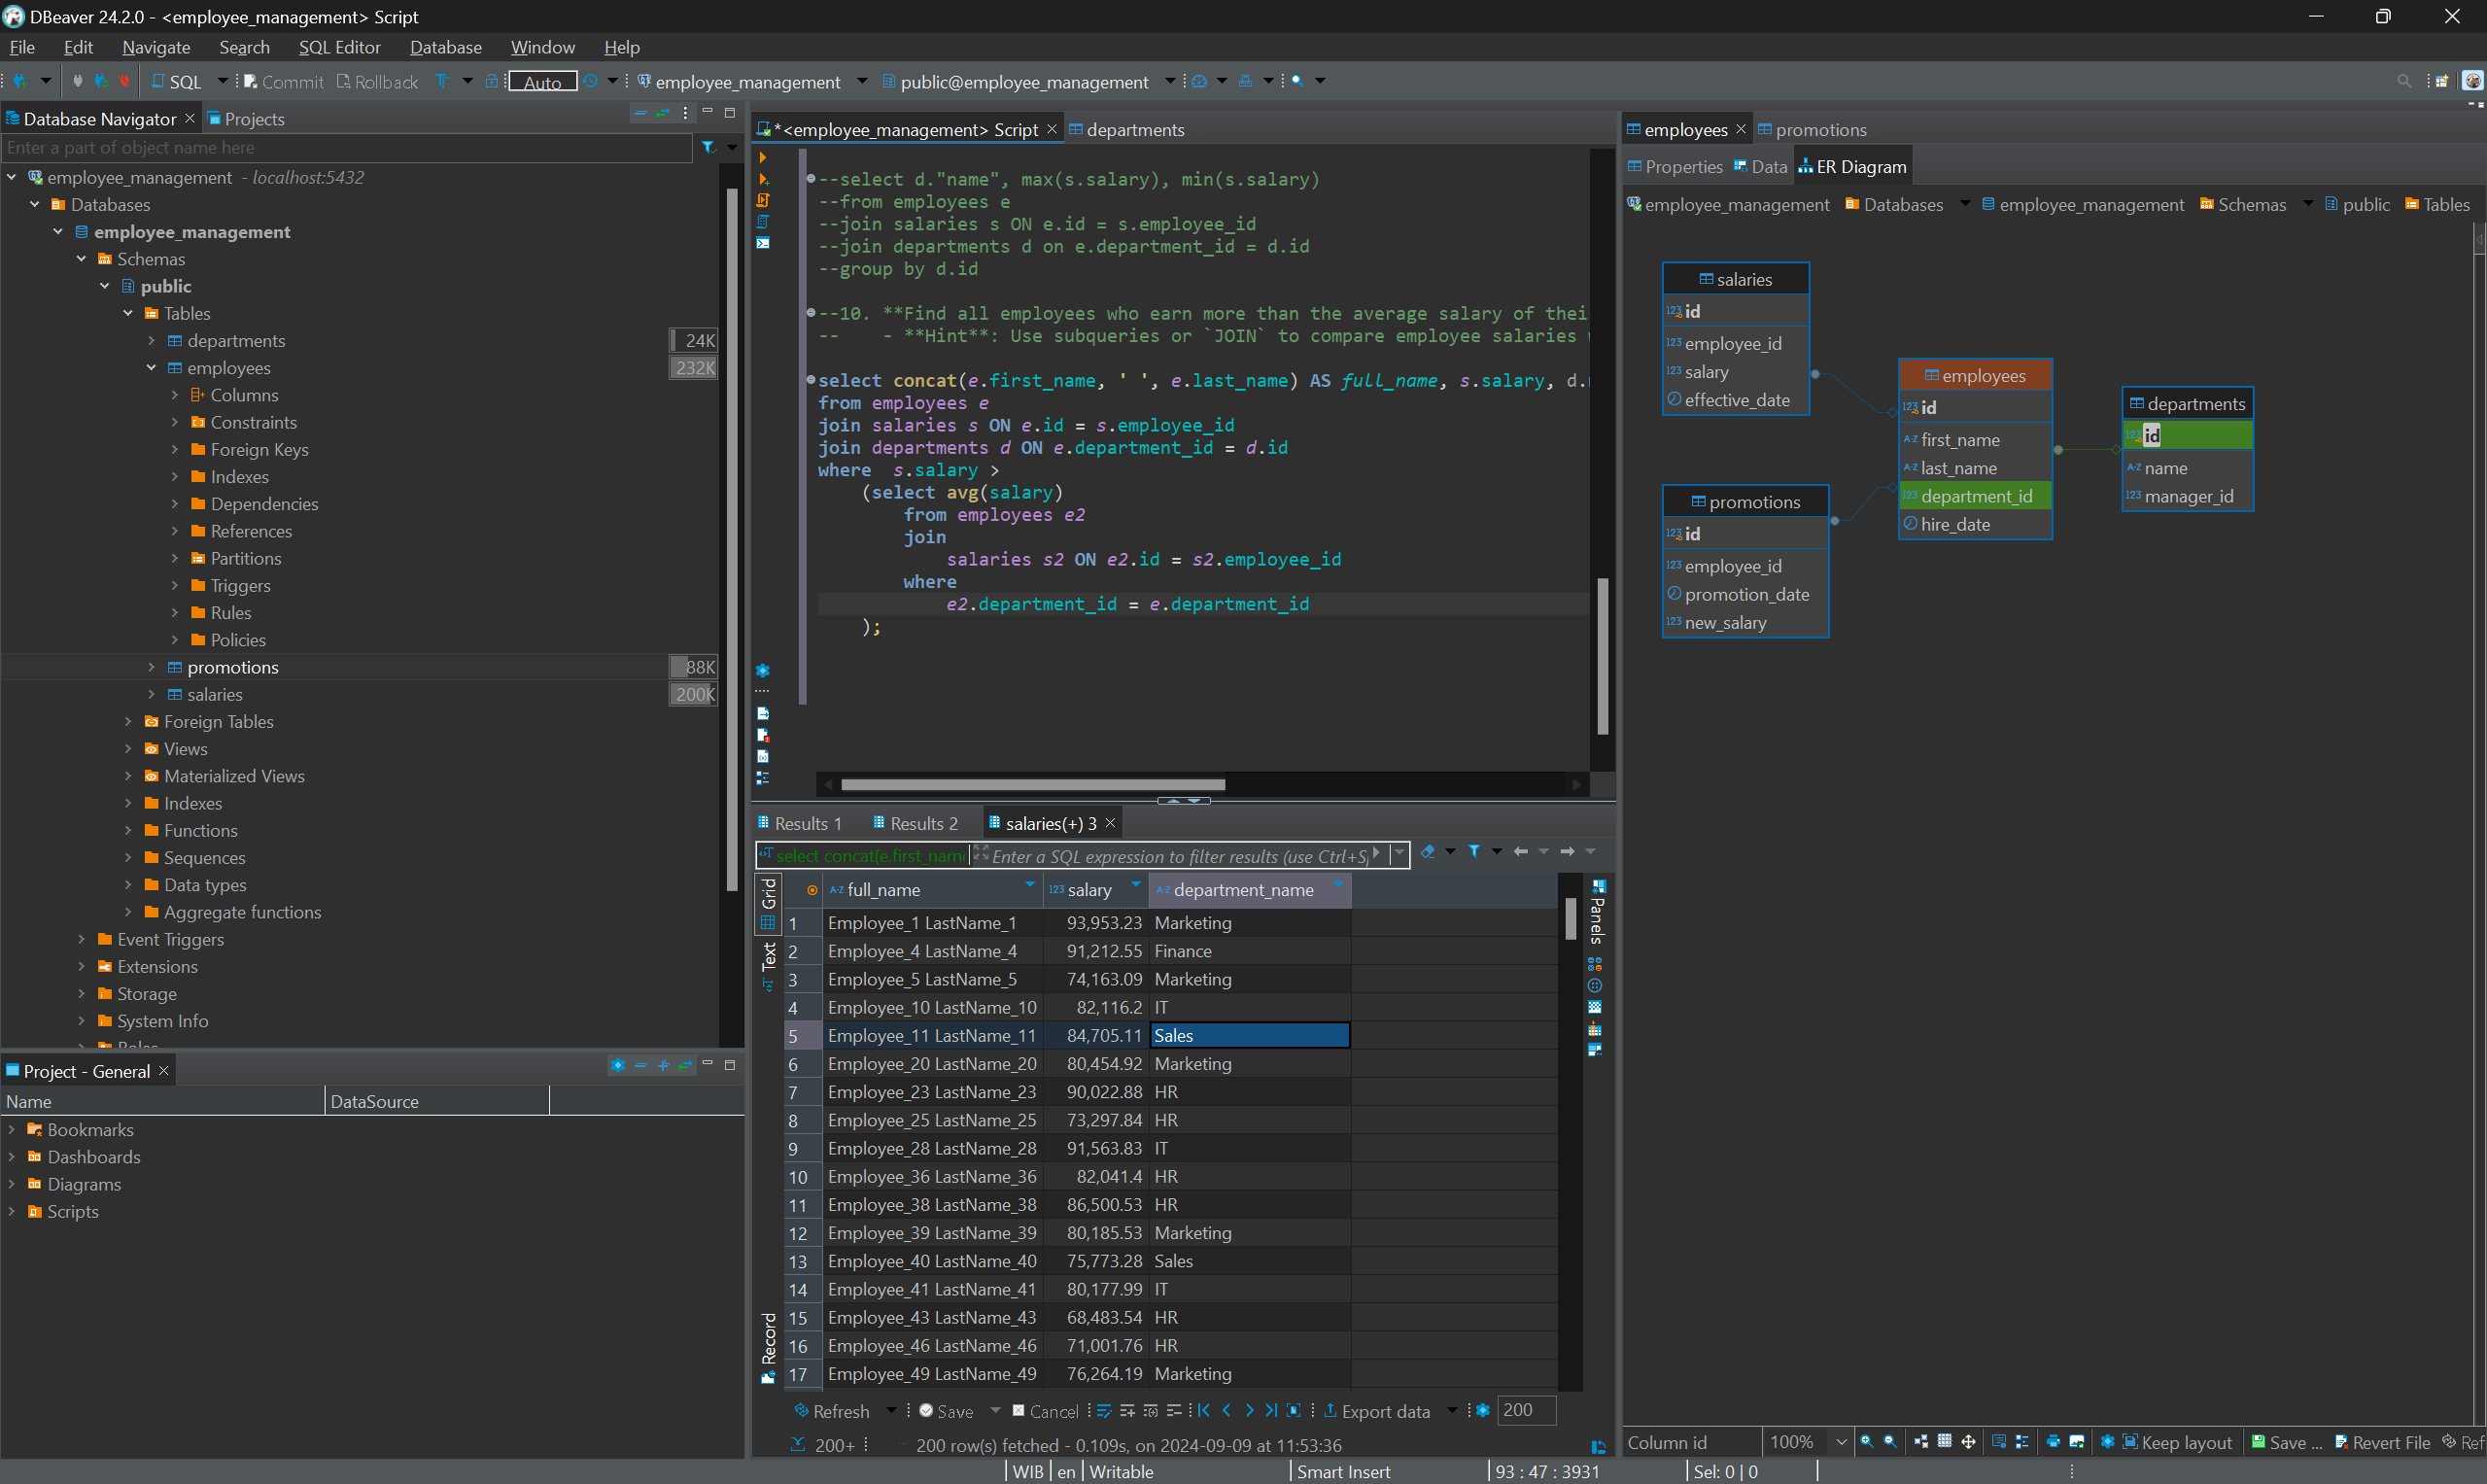 DBeaver 24.2.0 - <employee_management> Script
File Edit Navigate Search SQL Editor Database Window Help
SQL Commit Rollback Auto employee_management public@employee_management
Database Navigator Projects
Enter a part of object name here
employee_management - localhost:5432
Databases
employee_management
Schemas
public
Tables
departments 24K
employees 232K
Columns
Constraints
Foreign Keys
Indexes
Dependencies
References
Partitions
Triggers
Rules
Policies
promotions 88K
salaries 200K
Foreign Tables
Views
Materialized Views
Indexes
Functions
Sequences
Data types
Aggregate functions
Event Triggers
Extensions
Storage
System Info
Project - General
Name DataSource
Bookmarks
Dashboards
Diagrams
Scripts
*<employee_management> Script departments
--select d."name", max(s.salary), min(s.salary)
--from employees e
--join salaries s ON e.id = s.employee_id
--join departments d on e.department_id = d.id
--group by d.id
--10. **Find all employees who earn more than the average salary of thei
-- - **Hint**: Use subqueries or `JOIN` to compare employee salaries
select concat(e.first_name, ' ', e.last_name) AS full_name, s.salary, d.
from employees e
join salaries s ON e.id = s.employee_id
join departments d ON e.department_id = d.id
where s.salary >
(select avg(salary)
from employees e2
join
salaries s2 ON e2.id = s2.employee_id
where
e2.department_id = e.department_id
);
Results 1 Results 2 salaries(+) 3
select concat(e.first_name Enter a SQL expression to filter results (use Ctrl+S
Grid
Text
Record
Panels
full_name salary department_name
1 Employee_1 LastName_1 93,953.23 Marketing
2 Employee_4 LastName_4 91,212.55 Finance
3 Employee_5 LastName_5 74,163.09 Marketing
4 Employee_10 LastName_10 82,116.2 IT
5 Employee_11 LastName_11 84,705.11 Sales
6 Employee_20 LastName_20 80,454.92 Marketing
7 Employee_23 LastName_23 90,022.88 HR
8 Employee_25 LastName_25 73,297.84 HR
9 Employee_28 LastName_28 91,563.83 IT
10 Employee_36 LastName_36 82,041.4 HR
11 Employee_38 LastName_38 86,500.53 HR
12 Employee_39 LastName_39 80,185.53 Marketing
13 Employee_40 LastName_40 75,773.28 Sales
14 Employee_41 LastName_41 80,177.99 IT
15 Employee_43 LastName_43 68,483.54 HR
16 Employee_46 LastName_46 71,001.76 HR
17 Employee_49 LastName_49 76,264.19 Marketing
Refresh Save Cancel Export data 200
200+ 200 row(s) fetched - 0.109s, on 2024-09-09 at 11:53:36
employees promotions
Properties Data ER Diagram
employee_management Databases employee_management Schemas public Tables
salaries
123 id
123 employee_id
123 salary
effective_date
promotions
123 id
123 employee_id
promotion_date
123 new_salary
employees
123 id
A-Z first_name
A-Z last_name
123 department_id
hire_date
departments
123 id
A-Z name
123 manager_id
Column id 100% Keep layout Save ... Revert File Ref
WIB en Writable Smart Insert 93 : 47 : 3931 Sel: 0 | 0